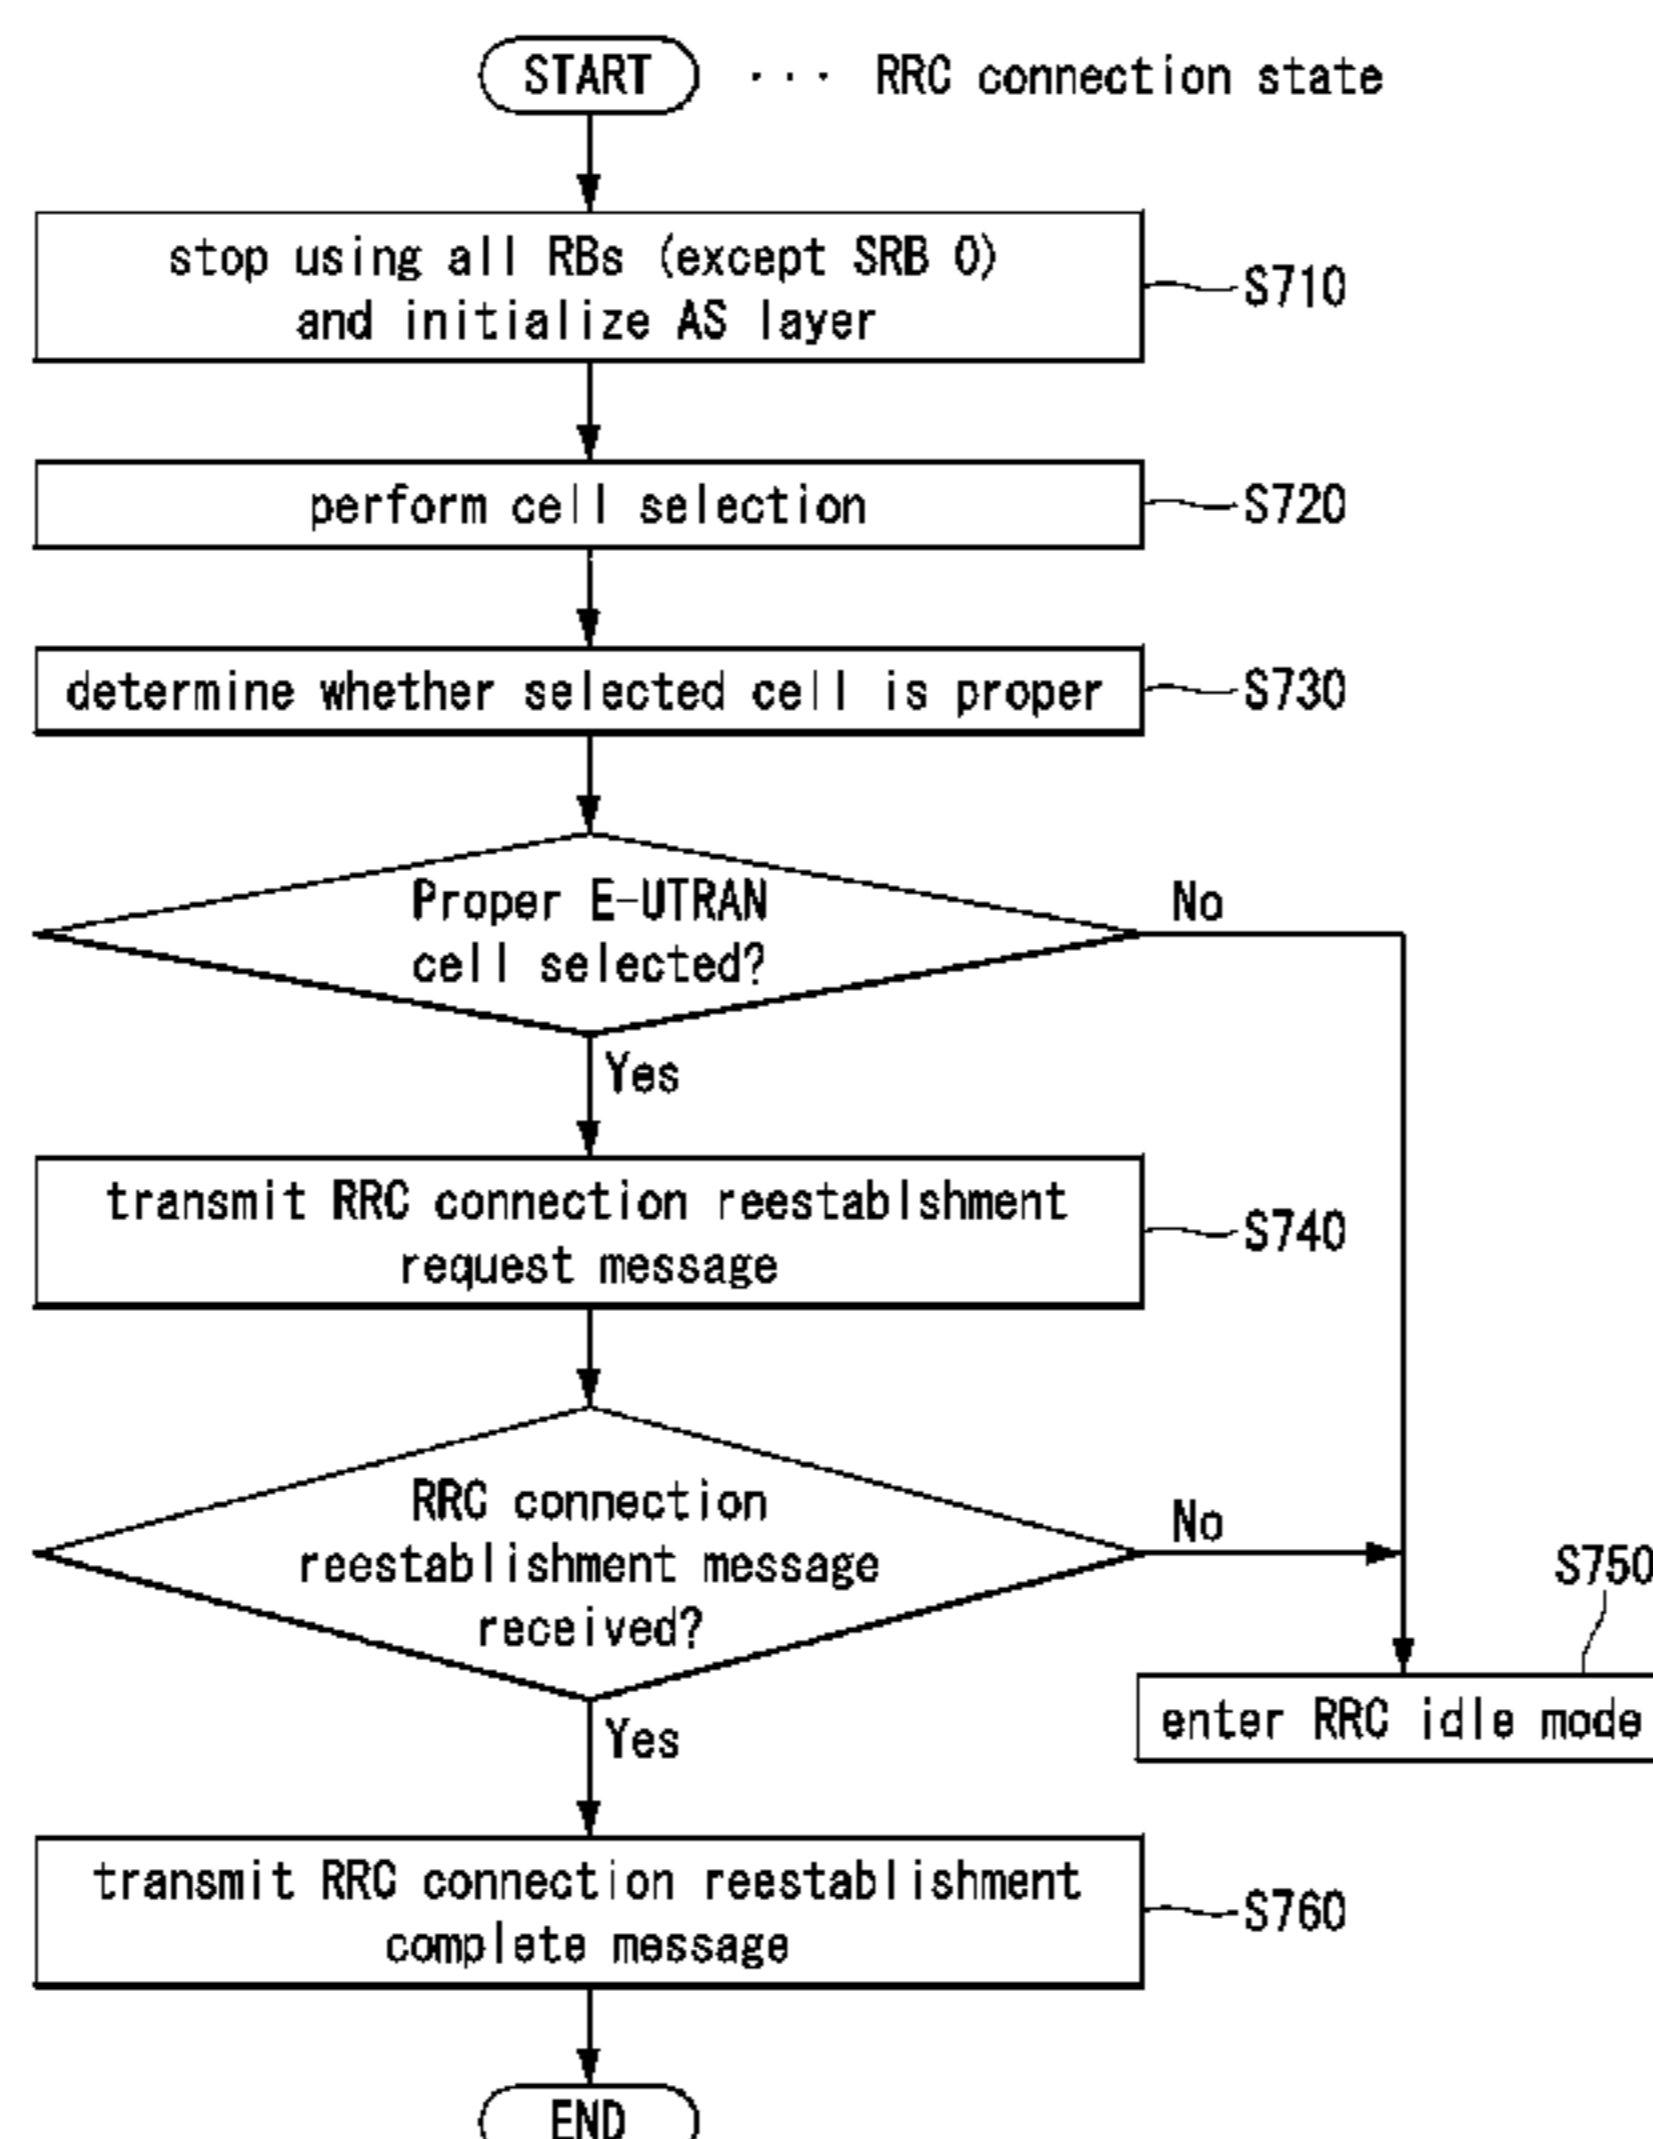 START ··· RRC connection state
stop using all RBs (except SRB 0)
and initialize AS layer
S710
perform cell selection
S720
determine whether selected cell is proper
S730
Proper E-UTRAN
cell selected?
No
Yes
transmit RRC connection reestablshment
request message
S740
RRC connection
reestablishment message
received?
No
S750
enter RRC idle mode
Yes
transmit RRC connection reestablishment
complete message
S760
END